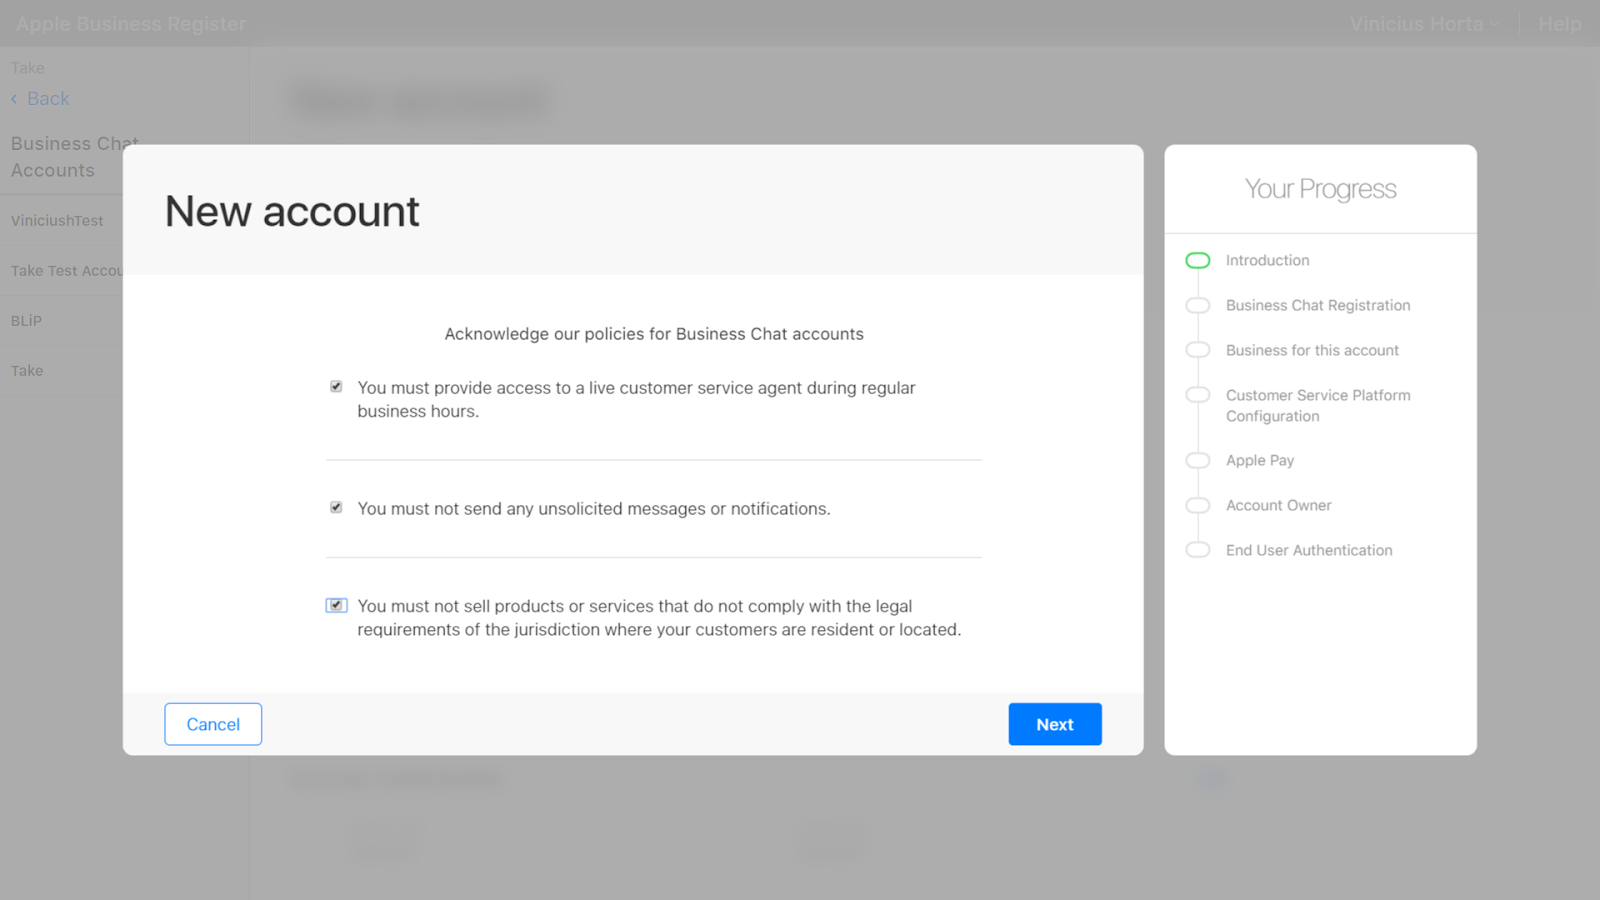 Apple Business Register
Vinicius Horta
Help
Take
Back
Business Chat
Accounts
ViniciushTest
Take Test Accou
BLiP
Take
New account
New account
Acknowledge our policies for Business Chat accounts
You must provide access to a live customer service agent during regular
business hours.
You must not send any unsolicited messages or notifications.
You must not sell products or services that do not comply with the legal
requirements of the jurisdiction where your customers are resident or located.
Cancel
Next
Your Progress
Introduction
Business Chat Registration
Business for this account
Customer Service Platform
Configuration
Apple Pay
Account Owner
End User Authentication